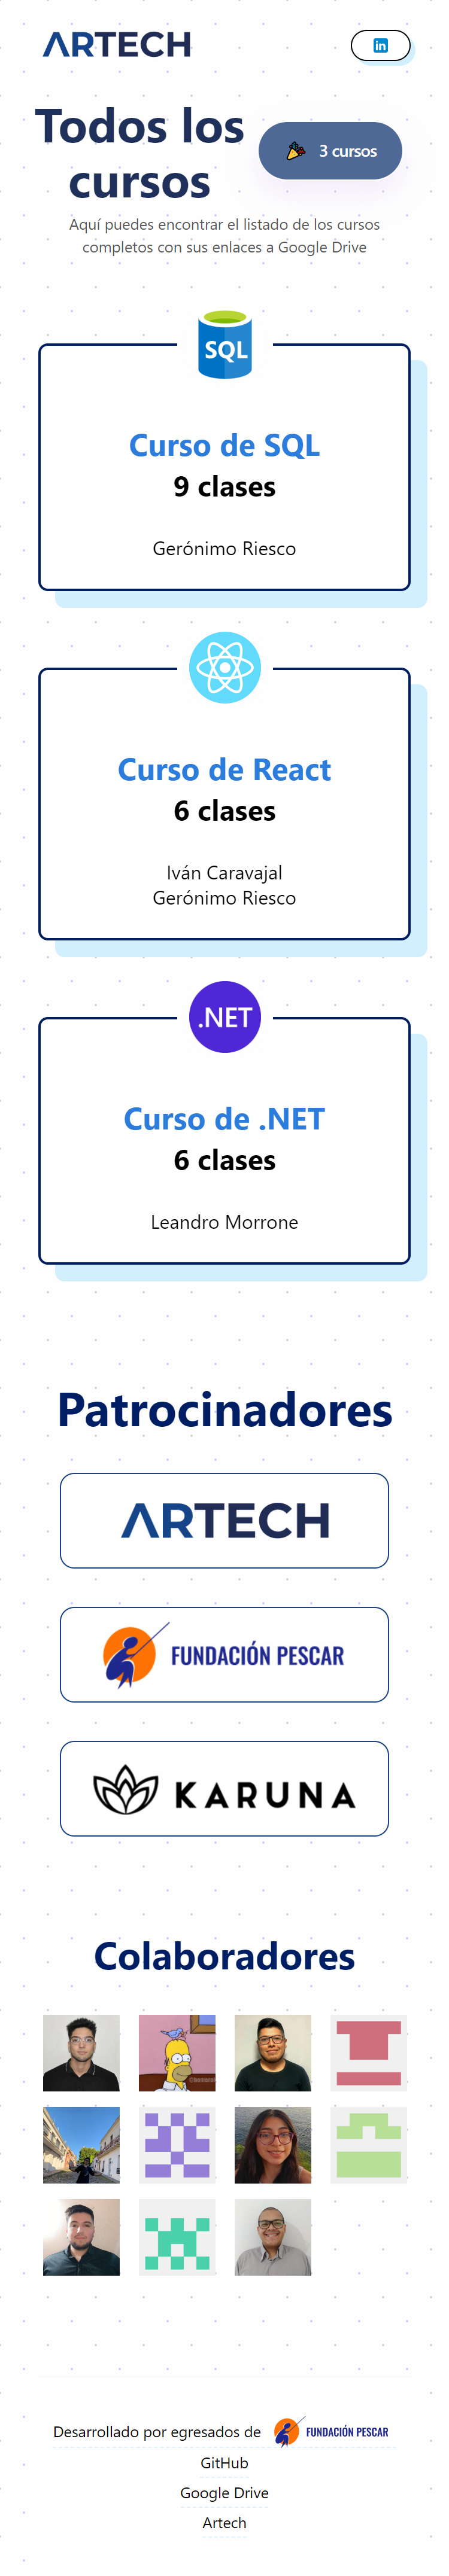 ARTECH
in
Todos los
cursos
3 cursos
Aquí puedes encontrar el listado de los cursos
completos con sus enlaces a Google Drive
SQL
Curso de SQL
9 clases
Gerónimo Riesco
Curso de React
6 clases
Iván Caravajal
Gerónimo Riesco
.NET
Curso de .NET
6 clases
Leandro Morrone
Patrocinadores
ARTECH
FUNDACIÓN PESCAR
KARUNA
Colaboradores
Desarrollado por egresados de FUNDACIÓN PESCAR
GitHub
Google Drive
Artech